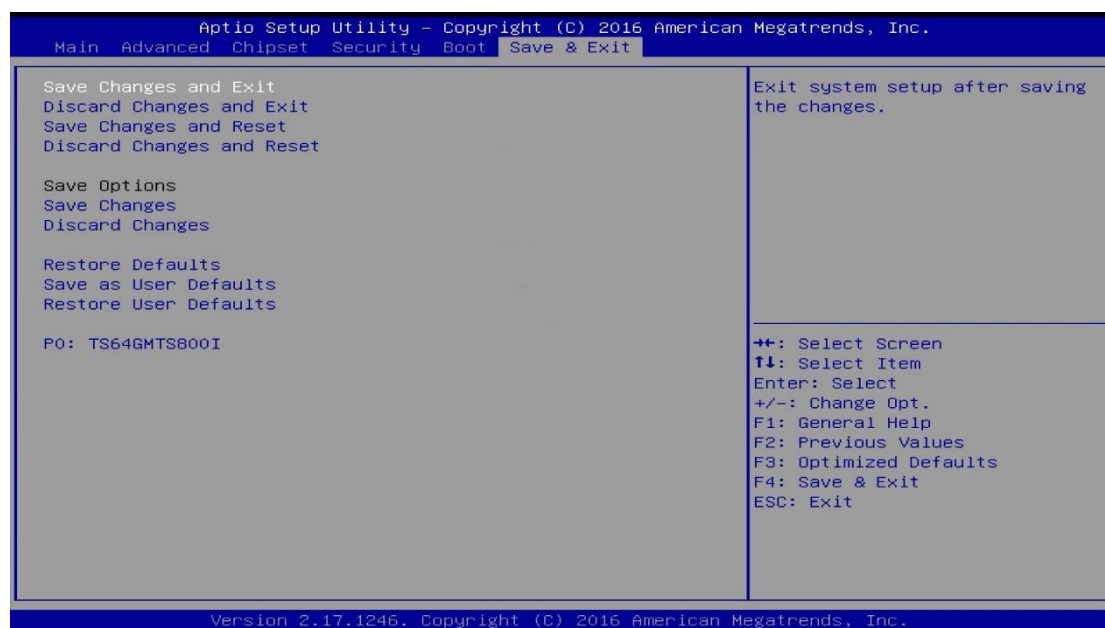 Aptio Setup Utility – Copyright (C) 2016 American Megatrends, Inc.
Main Advanced Chipset Security Boot Save & Exit
Save Changes and Exit
Discard Changes and Exit
Save Changes and Reset
Discard Changes and Reset
Save Options
Save Changes
Discard Changes
Restore Defaults
Save as User Defaults
Restore User Defaults
P0: TS64GMTS800I
Exit system setup after saving
the changes.
→←: Select Screen
↑↓: Select Item
Enter: Select
+/-: Change Opt.
F1: General Help
F2: Previous Values
F3: Optimized Defaults
F4: Save & Exit
ESC: Exit
Version 2.17.1246. Copyright (C) 2016 American Megatrends, Inc.